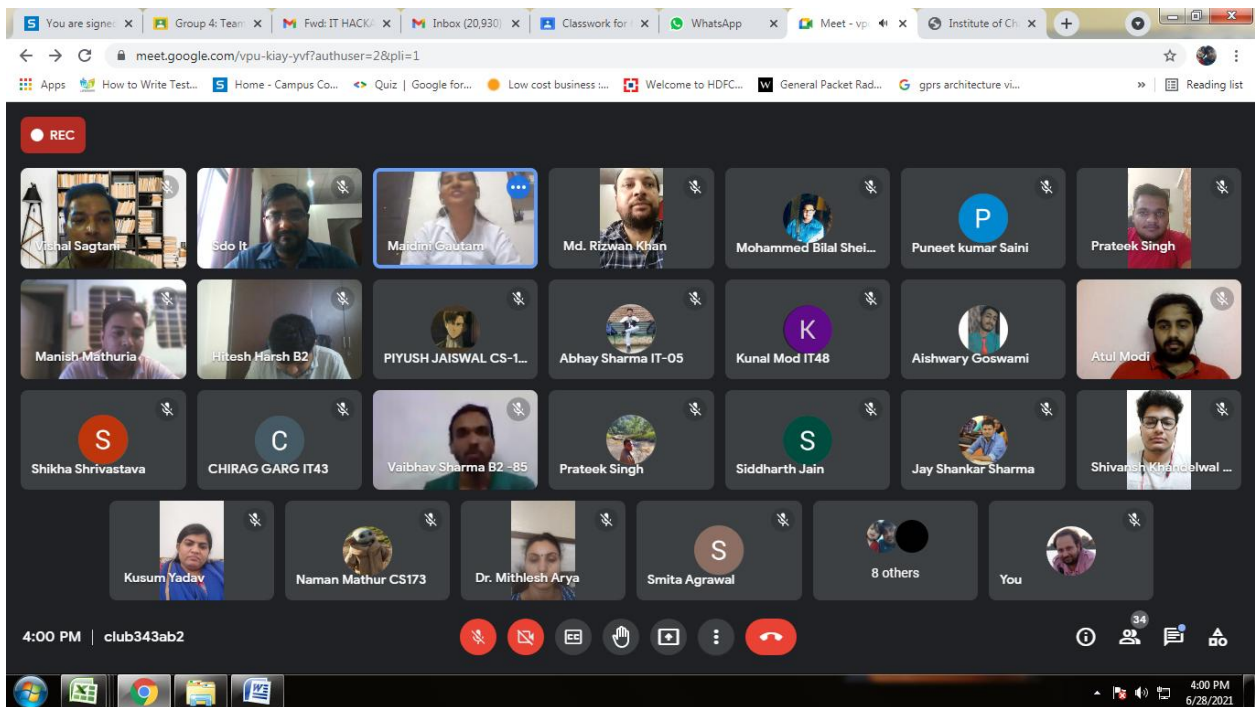 You are signed
Group 4: Team
Fwd: IT HACKA
Inbox (20,930)
Classwork for
WhatsApp
Meet - vp
Institute of Ch
meet.google.com/vpu-kiay-yvf?authuser=2&pli=1
Apps
How to Write Test...
Home - Campus Co...
Quiz | Google for...
Low cost business :...
Welcome to HDFC...
General Packet Rad...
gprs architecture vi...
»
Reading list
REC
Vishal Sagtani
Sdo It
Maidini Gautam
Md. Rizwan Khan
Mohammed Bilal Shei...
P
Puneet kumar Saini
Prateek Singh
Manish Mathuria
Hitesh Harsh B2
PIYUSH JAISWAL CS-1...
Abhay Sharma IT-05
K
Kunal Mod IT48
Aishwary Goswami
Atul Modi
S
Shikha Shrivastava
C
CHIRAG GARG IT43
Vaibhav Sharma B2 -85
Prateek Singh
S
Siddharth Jain
Jay Shankar Sharma
Shivansh Khandelwal ...
Kusum Yadav
Naman Mathur CS173
Dr. Mithlesh Arya
S
Smita Agrawal
8 others
You
4:00 PM | club343ab2
34
4:00 PM
6/28/2021